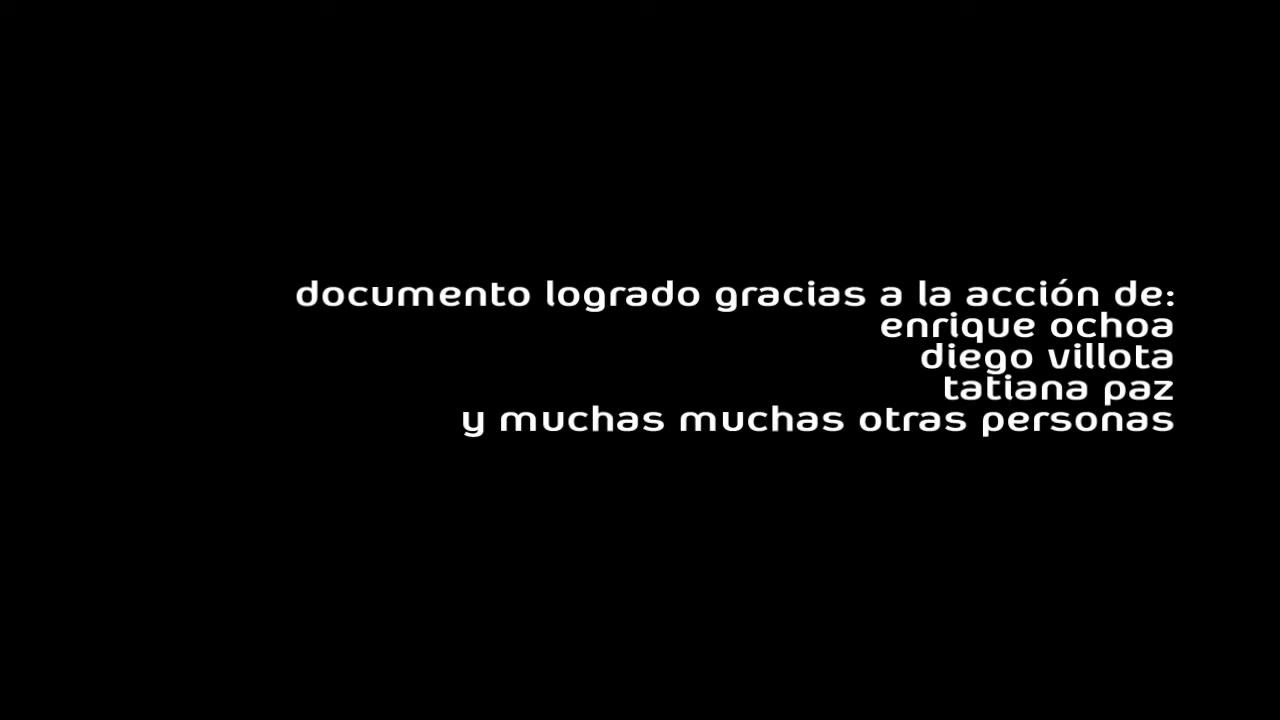 documento logrado gracias a la acción de:
enrique ochoa
diego villota
tatiana paz
y muchas muchas otras personas